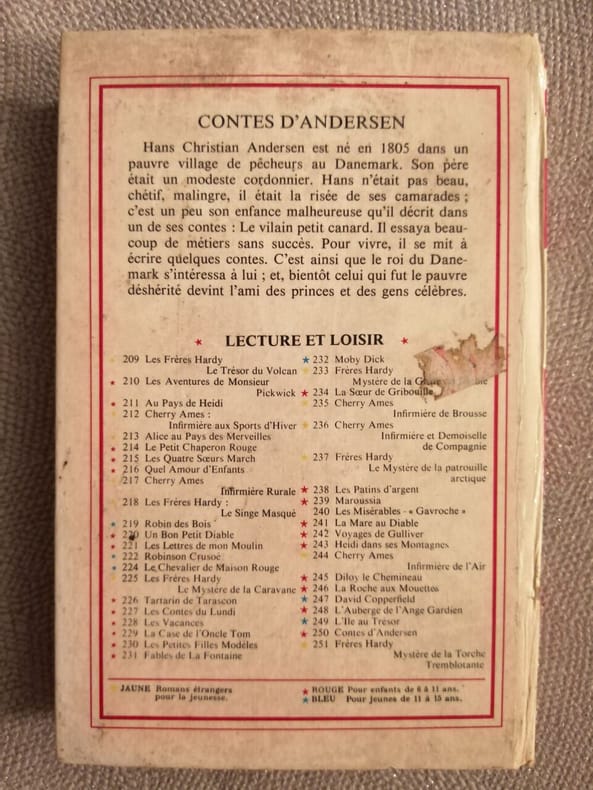 CONTES D'ANDERSEN
Hans Christian Andersen est né en 1805 dans un
pauvre village de pêcheurs au Danemark. Son père
était un modeste cordonnier. Hans n'était pas beau,
chétif, malingre, il était la risée de ses camarades ;
c'est un peu son enfance malheureuse qu'il décrit dans
un de ses contes : Le vilain petit canard. Il essaya beau-
coup de métiers sans succès. Pour vivre, il se mit à
écrire quelques contes. C'est ainsi que le roi du Dane-
mark s'intéressa à lui ; et, bientôt celui qui fut le pauvre
déshérité devint l'ami des princes et des gens célèbres.
★ LECTURE ET LOISIR ★
209 Les Frères Hardy
Le Trésor du Volcan
★ 210 Les Aventures de Monsieur
Pickwick
★ 211 Au Pays de Heidi
★ 212 Cherry Ames :
Infirmière aux Sports d'Hiver
★ 213 Alice au Pays des Merveilles
★ 214 Le Petit Chaperon Rouge
★ 215 Les Quatre Sœurs March
★ 216 Quel Amour d'Enfants
★ 217 Cherry Ames
Infirmière Rurale
★ 218 Les Frères Hardy :
Le Singe Masqué
★ 219 Robin des Bois
★ 220 Un Bon Petit Diable
★ 221 Les Lettres de mon Moulin
★ 222 Robinson Crusoé
★ 224 Le Chevalier de Maison Rouge
★ 225 Les Frères Hardy
Le Mystère de la Caravane
★ 226 Tartarin de Tarascon
★ 227 Les Contes du Lundi
★ 228 Les Vacances
★ 229 La Case de l'Oncle Tom
★ 230 Les Petites Filles Modèles
★ 231 Fables de La Fontaine
★ 232 Moby Dick
★ 233 Frères Hardy
Mystère de la
★ 234 La Sœur de Gribouille
★ 235 Cherry Ames
Infirmière de Brousse
★ 236 Cherry Ames
Infirmière et Demoiselle
de Compagnie
★ 237 Frères Hardy
Le Mystère de la patrouille
arctique
★ 238 Les Patins d'argent
★ 239 Maroussia
240 Les Misérables - « Gavroche »
★ 241 La Mare au Diable
★ 242 Voyages de Gulliver
★ 243 Heidi dans ses Montagnes
★ 244 Cherry Ames
Infirmière de l'Air
★ 245 Diloy le Chemineau
★ 246 La Roche aux Mouettes
★ 247 David Copperfield
★ 248 L'Auberge de l'Ange Gardien
★ 249 L'Ile au Trésor
★ 250 Contes d'Andersen
★ 251 Frères Hardy
Mystère de la Torche
Tremblotante
★ JAUNE Romans étrangers
pour la jeunesse.
★ ROUGE Pour enfants de 6 à 11 ans.
★ BLEU Pour jeunes de 11 à 15 ans.